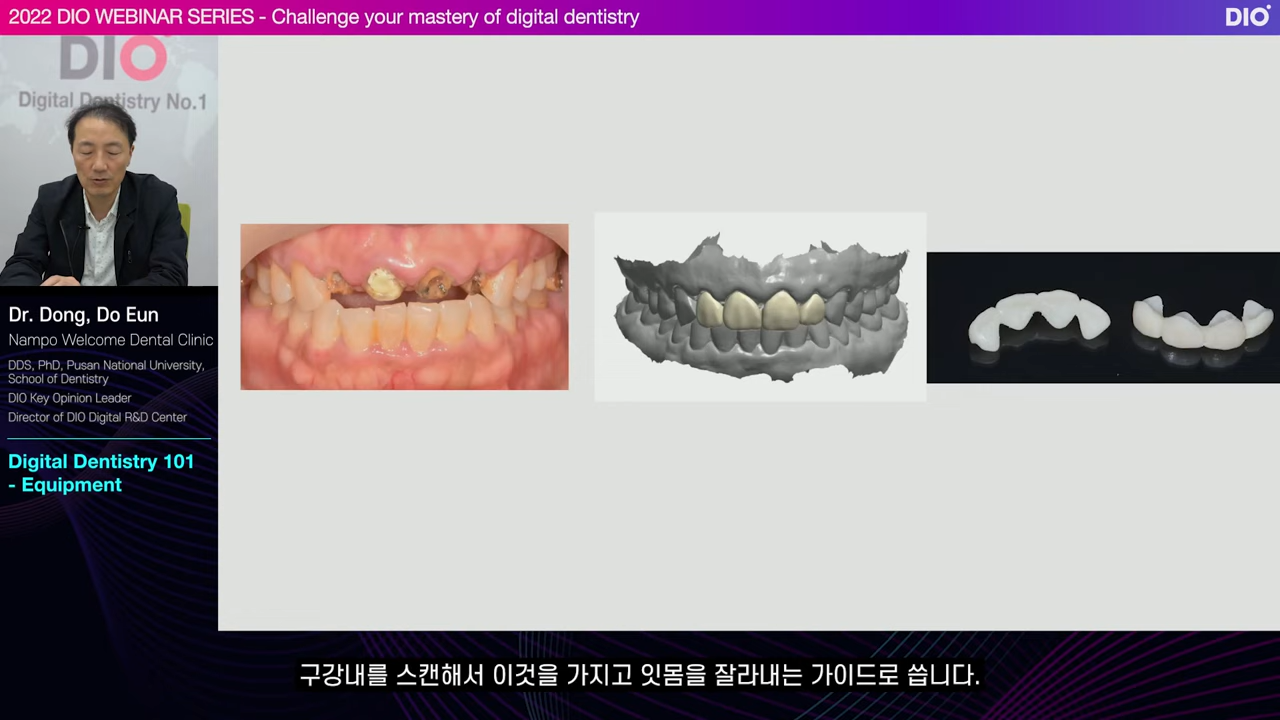 2022 DIO WEBINAR SERIES - Challenge your mastery of digital dentistry
DIO
DIO
Digital Dentistry No.1
Dr. Dong, Do Eun
Nampo Welcome Dental Clinic
DDS, PhD, Pusan National University,
School of Dentistry
DIO Key Opinion Leader
Director of DIO Digital R&D Center
Digital Dentistry 101
- Equipment
구강내를 스캔해서 이것을 가지고 잇몸을 잘라내는 가이드로 씁니다.